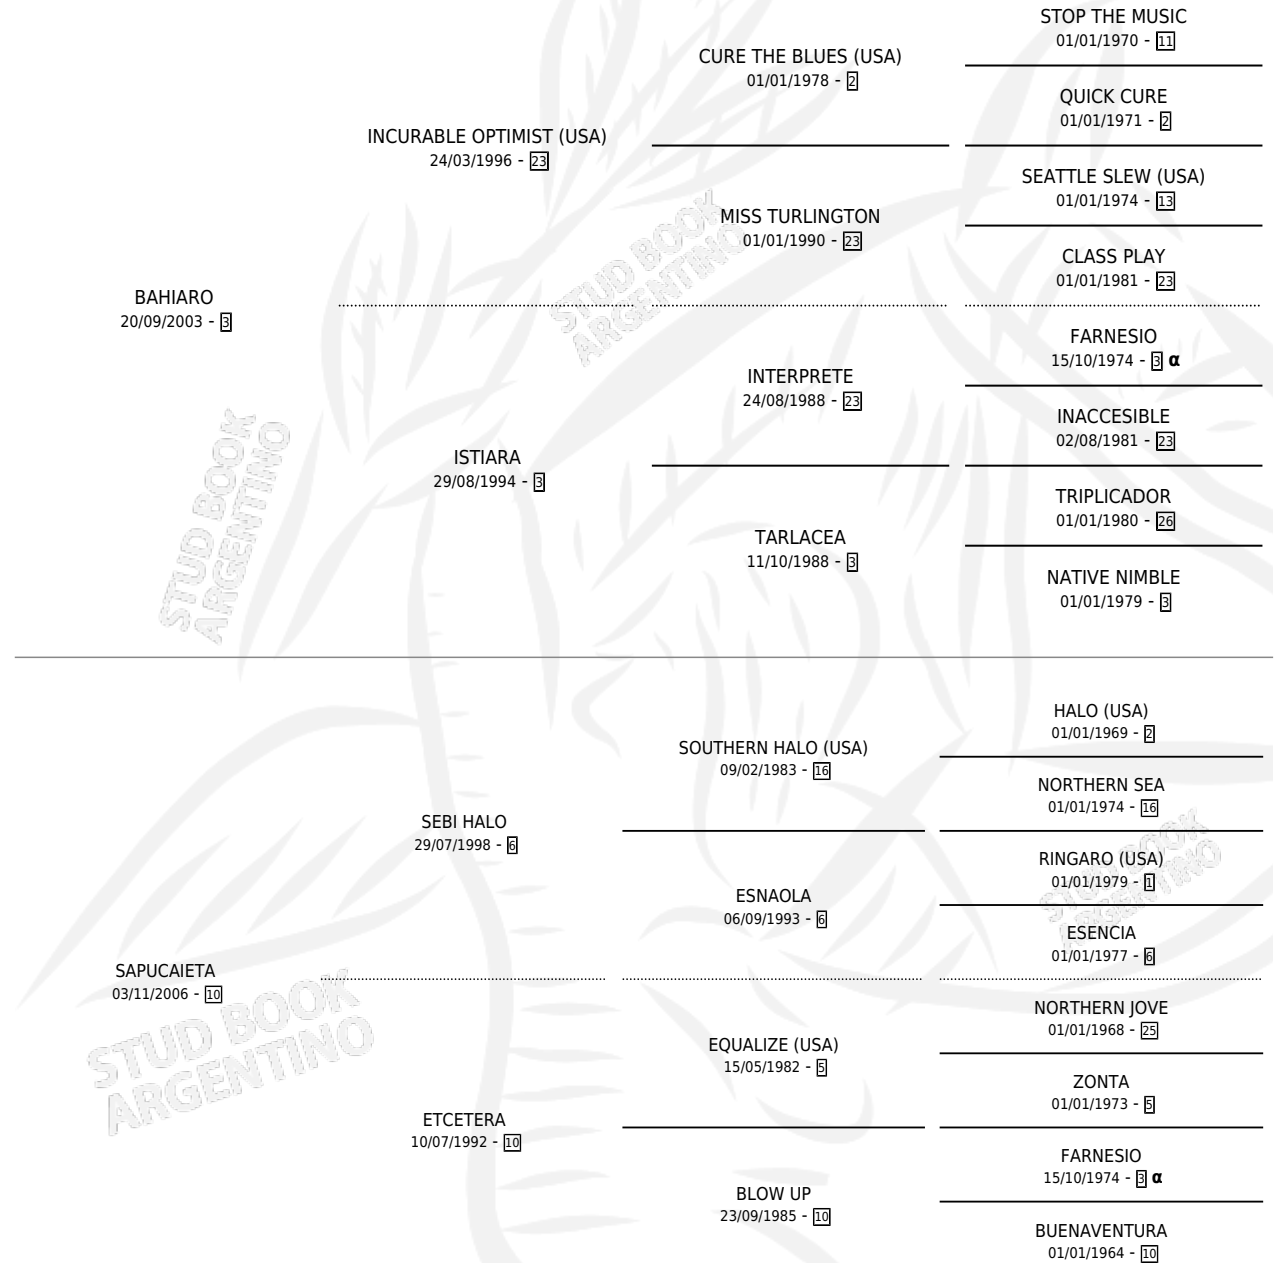 STOP THE MUSIC
01/01/1970 - 11
CURE THE BLUES (USA)
01/01/1978 - 2
QUICK CURE
01/01/1971 - 2
INCURABLE OPTIMIST (USA)
24/03/1996 - 23
SEATTLE SLEW (USA)
01/01/1974 - 13
MISS TURLINGTON
01/01/1990 - 23
CLASS PLAY
01/01/1981 - 23
BAHIARO
20/09/2003 - 3
FARNESIO
15/10/1974 - 3 α
INTERPRETE
24/08/1988 - 23
INACCESIBLE
02/08/1981 - 23
ISTIARA
29/08/1994 - 3
TRIPLICADOR
01/01/1980 - 26
TARLACEA
11/10/1988 - 3
NATIVE NIMBLE
01/01/1979 - 3
HALO (USA)
01/01/1969 - 2
SOUTHERN HALO (USA)
09/02/1983 - 16
NORTHERN SEA
01/01/1974 - 16
SEBI HALO
29/07/1998 - 6
RINGARO (USA)
01/01/1979 - 1
ESNAOLA
06/09/1993 - 6
ESENCIA
01/01/1977 - 6
SAPUCAIETA
03/11/2006 - 10
NORTHERN JOVE
01/01/1968 - 25
EQUALIZE (USA)
15/05/1982 - 5
ZONTA
01/01/1973 - 5
ETCETERA
10/07/1992 - 10
FARNESIO
15/10/1974 - 3 α
BLOW UP
23/09/1985 - 10
BUENAVENTURA
01/01/1964 - 10
STUD BOOK
ARGENTINO
STUD BOOK
ARGENTINO
STUD BOOK
ARGENTINO
STUD BOOK
ARGENTINO